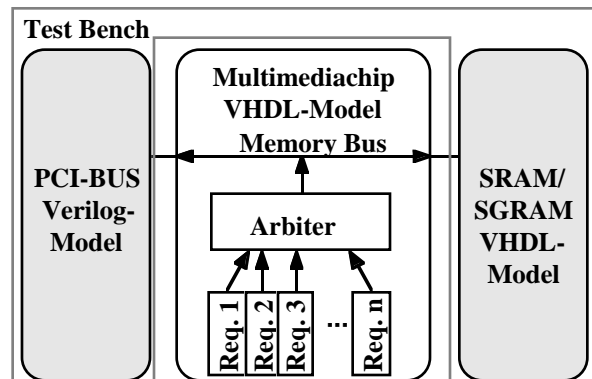 Test Bench
PCI-BUS
Verilog-
Model
Multimediachip
VHDL-Model
Memory Bus
Arbiter
Req. 1
Req. 2
Req. 3
...
Req. n
SRAM/
SGRAM
VHDL-
Model